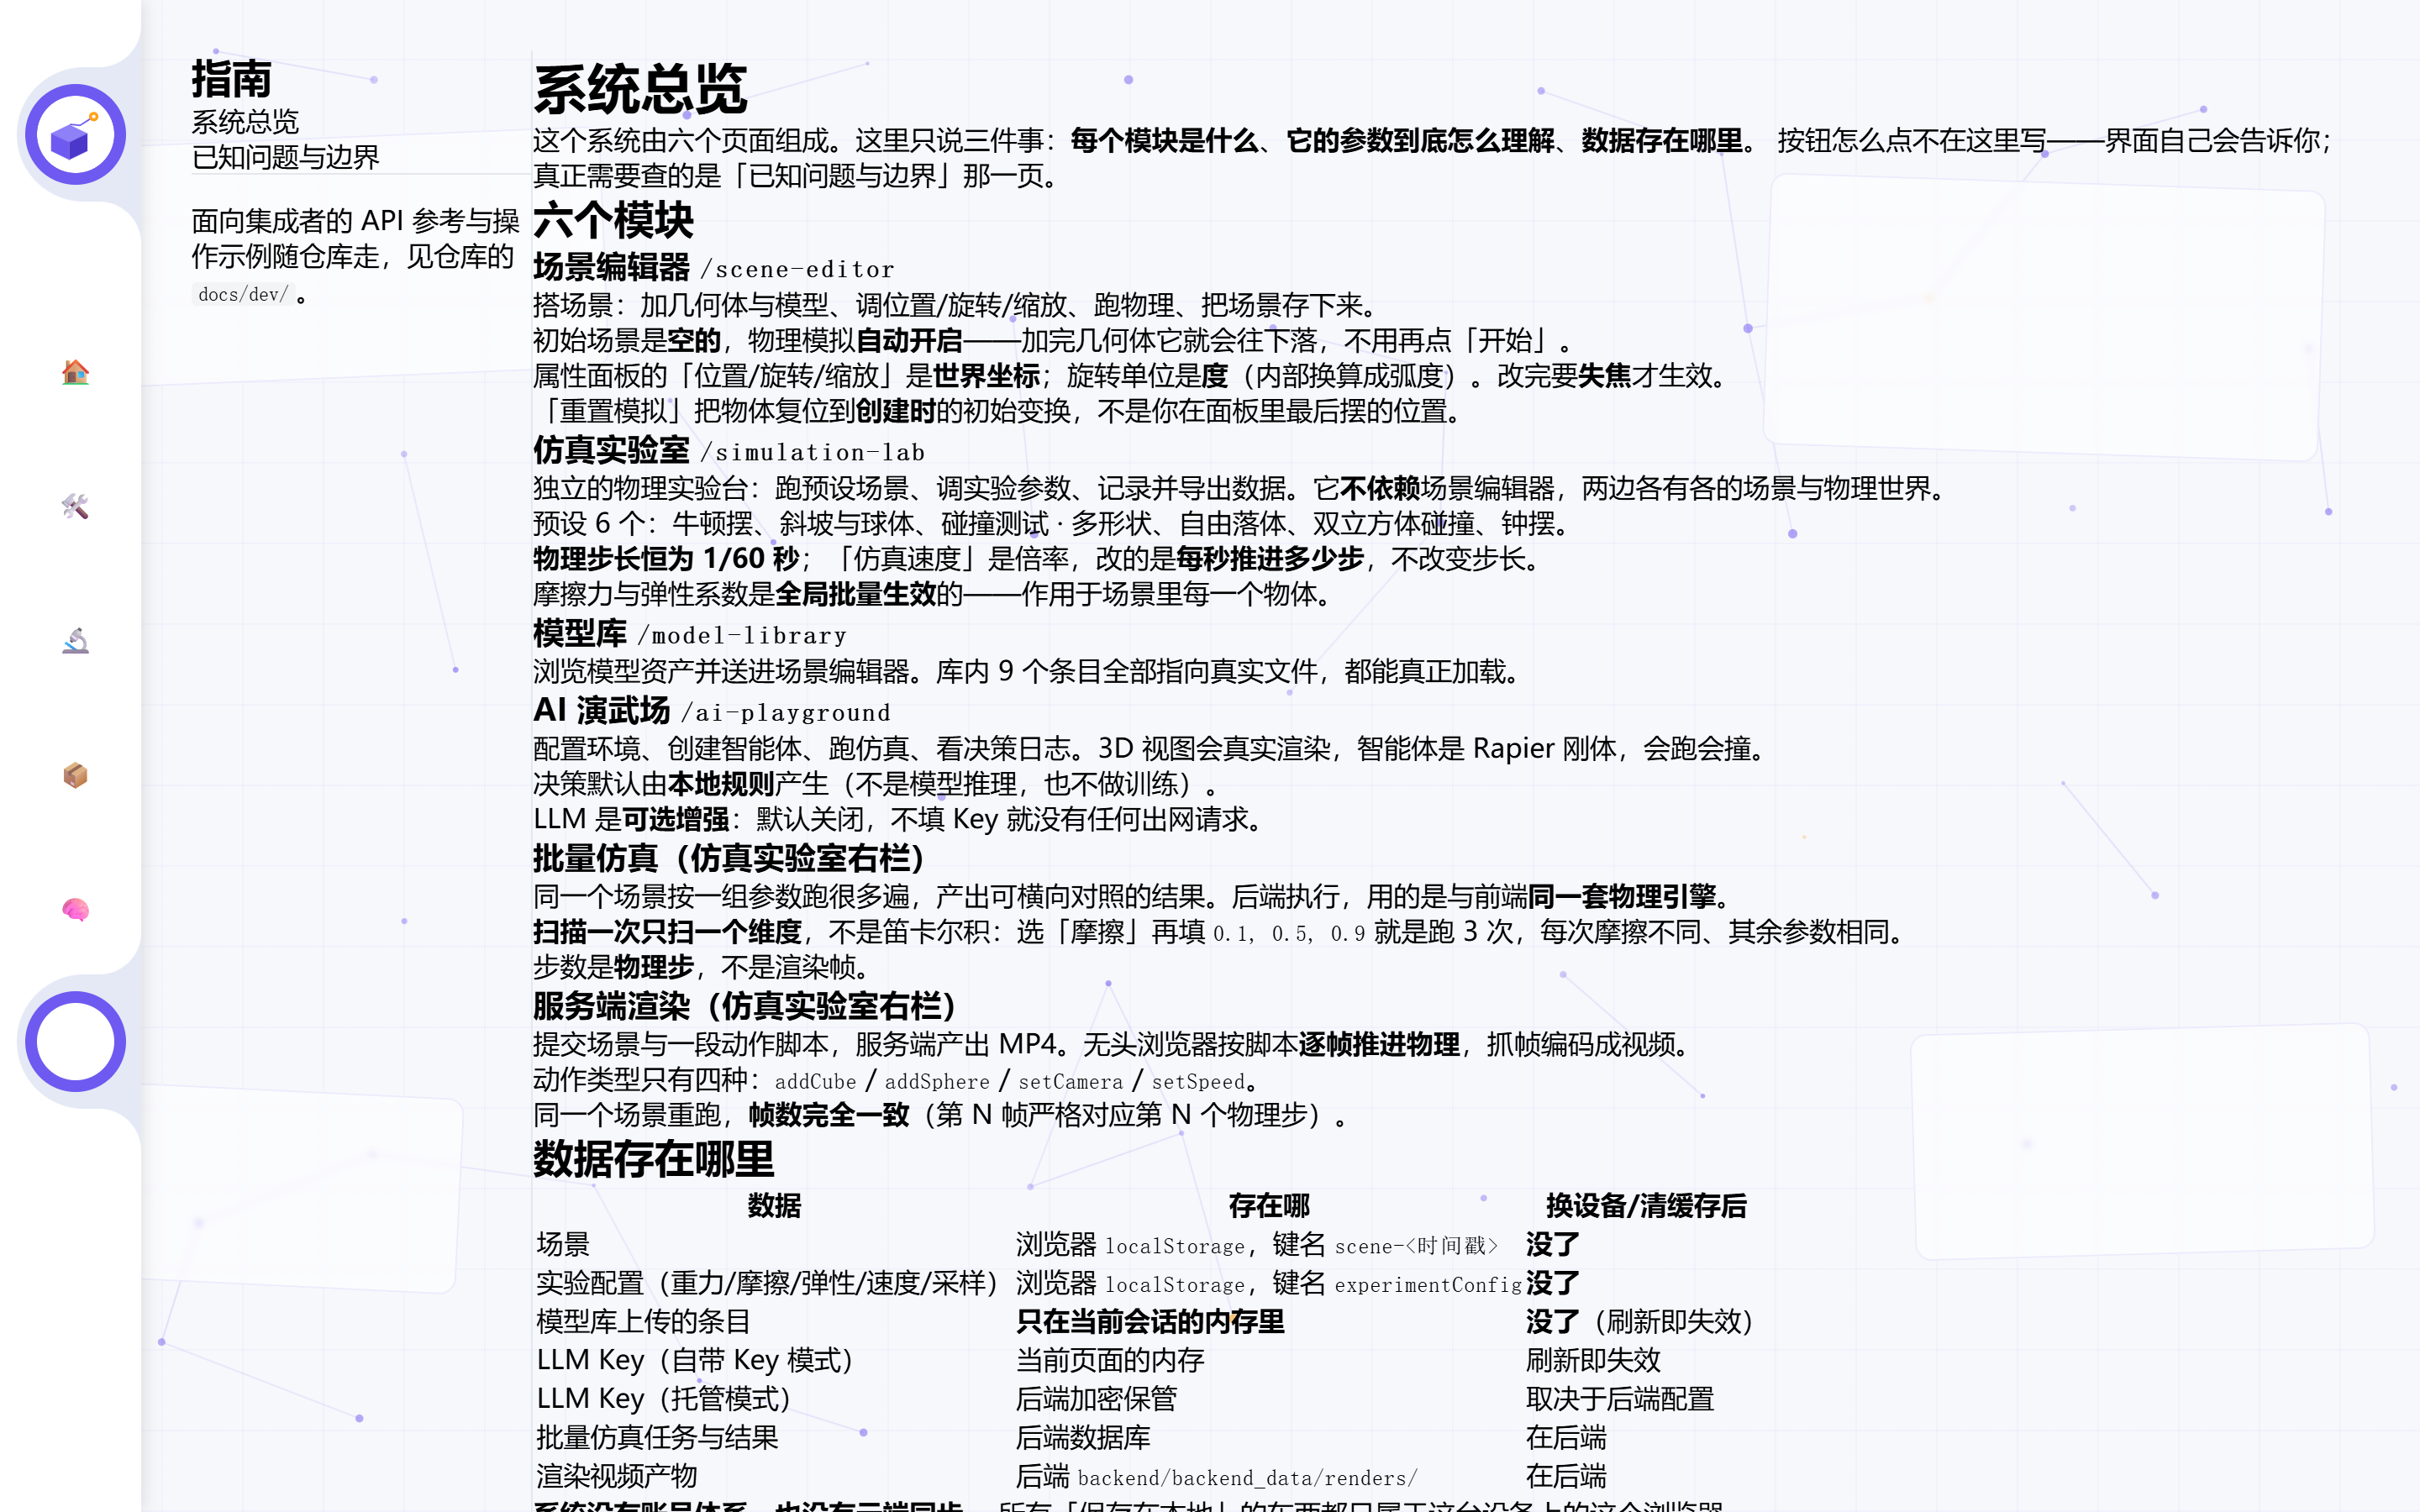 指南
系统总览
已知问题与边界
面向集成者的 API 参考与操
作示例随仓库走，见仓库的
docs/dev/。
系统总览
这个系统由六个页面组成。这里只说三件事：每个模块是什么、它的参数到底怎么理解、数据存在哪里。 按钮怎么点不在这里写——界面自己会告诉你；
真正需要查的是「已知问题与边界」那一页。
六个模块
场景编辑器 /scene-editor
搭场景：加几何体与模型、调位置/旋转/缩放、跑物理、把场景存下来。
初始场景是空的，物理模拟自动开启——加完几何体它就会往下落，不用再点「开始」。
属性面板的「位置/旋转/缩放」是世界坐标；旋转单位是度（内部换算成弧度）。改完要失焦才生效。
「重置模拟」把物体复位到创建时的初始变换，不是你在面板里最后摆的位置。
仿真实验室 /simulation-lab
独立的物理实验台：跑预设场景、调实验参数、记录并导出数据。它不依赖场景编辑器，两边各有各的场景与物理世界。
预设 6 个：牛顿摆、斜坡与球体、碰撞测试 · 多形状、自由落体、双立方体碰撞、钟摆。
物理步长恒为 1/60 秒；「仿真速度」是倍率，改的是每秒推进多少步，不改变步长。
摩擦力与弹性系数是全局批量生效的——作用于场景里每一个物体。
模型库 /model-library
浏览模型资产并送进场景编辑器。库内 9 个条目全部指向真实文件，都能真正加载。
AI 演武场 /ai-playground
配置环境、创建智能体、跑仿真、看决策日志。3D 视图会真实渲染，智能体是 Rapier 刚体，会跑会撞。
决策默认由本地规则产生（不是模型推理，也不做训练）。
LLM 是可选增强：默认关闭，不填 Key 就没有任何出网请求。
批量仿真（仿真实验室右栏）
同一个场景按一组参数跑很多遍，产出可横向对照的结果。后端执行，用的是与前端同一套物理引擎。
扫描一次只扫一个维度，不是笛卡尔积：选「摩擦」再填 0.1, 0.5, 0.9 就是跑 3 次，每次摩擦不同、其余参数相同。
步数是物理步，不是渲染帧。
服务端渲染（仿真实验室右栏）
提交场景与一段动作脚本，服务端产出 MP4。无头浏览器按脚本逐帧推进物理，抓帧编码成视频。
动作类型只有四种：addCube / addSphere / setCamera / setSpeed。
同一个场景重跑，帧数完全一致（第 N 帧严格对应第 N 个物理步）。
数据存在哪里
数据 存在哪 换设备/清缓存后
场景 浏览器 localStorage，键名 scene-<时间戳> 没了
实验配置（重力/摩擦/弹性/速度/采样） 浏览器 localStorage，键名 experimentConfig 没了
模型库上传的条目 只在当前会话的内存里 没了（刷新即失效）
LLM Key（自带 Key 模式） 当前页面的内存 刷新即失效
LLM Key（托管模式） 后端加密保管 取决于后端配置
批量仿真任务与结果 后端数据库 在后端
渲染视频产物 后端 backend/backend_data/renders/ 在后端
系统没有账号体系，也没有云端同步。 所有「保存在本地」的东西都只属于这台设备上的这个浏览器